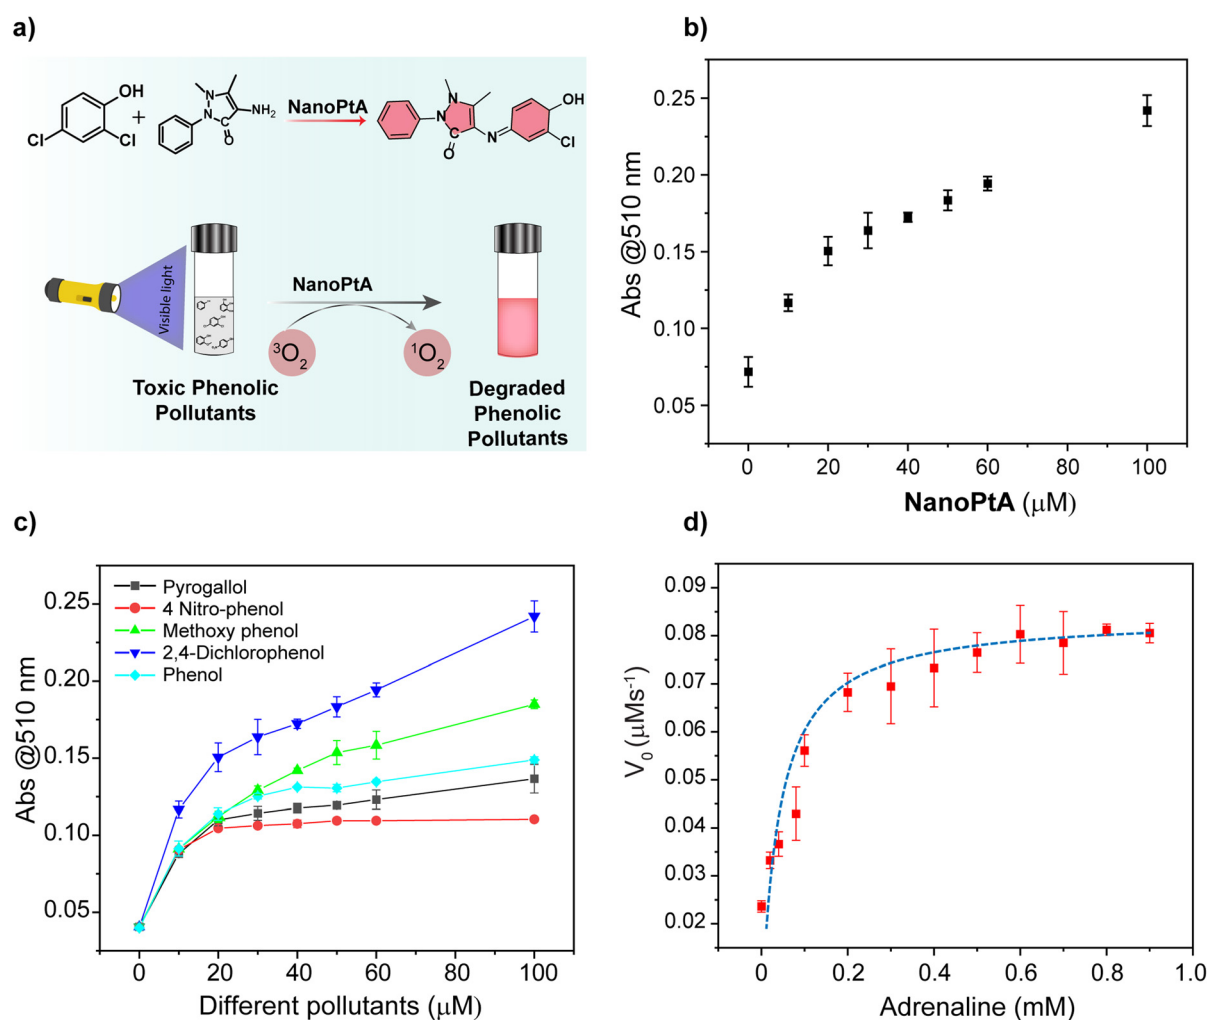 a)
OH
Cl
Cl
+
N
N
NH₂
O
NanoPtA
N
N
O
N
OH
Cl
Visible light
NanoPtA
³O₂
¹O₂
Toxic Phenolic
Pollutants
Degraded
Phenolic
Pollutants
b)
Abs @510 nm
0.25
0.20
0.15
0.10
0.05
0 20 40 60 80 100
NanoPtA (μM)
c)
Abs @510 nm
0.25
0.20
0.15
0.10
0.05
Pyrogallol
4 Nitro-phenol
Methoxy phenol
2,4-Dichlorophenol
Phenol
0 20 40 60 80 100
Different pollutants (μM)
d)
V₀ (μMs⁻¹)
0.09
0.08
0.07
0.06
0.05
0.04
0.03
0.02
0 0.2 0.4 0.6 0.8 1.0
Adrenaline (mM)